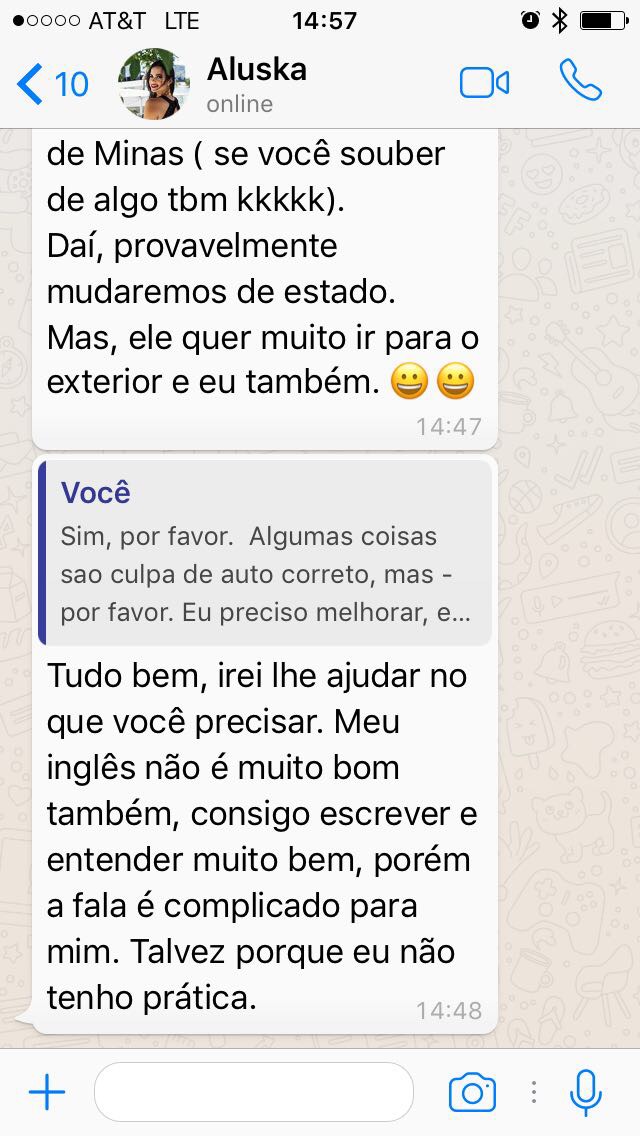 AT&T LTE 14:57
10 Aluska
online
de Minas ( se você souber
de algo tbm kkkkk).
Daí, provavelmente
mudaremos de estado.
Mas, ele quer muito ir para o
exterior e eu também. 😀😀
14:47
Você
Sim, por favor.  Algumas coisas
sao culpa de auto correto, mas -
por favor. Eu preciso melhorar, e...
Tudo bem, irei lhe ajudar no
que você precisar. Meu
inglês não é muito bom
também, consigo escrever e
entender muito bem, porém
a fala é complicado para
mim. Talvez porque eu não
tenho prática.
14:48